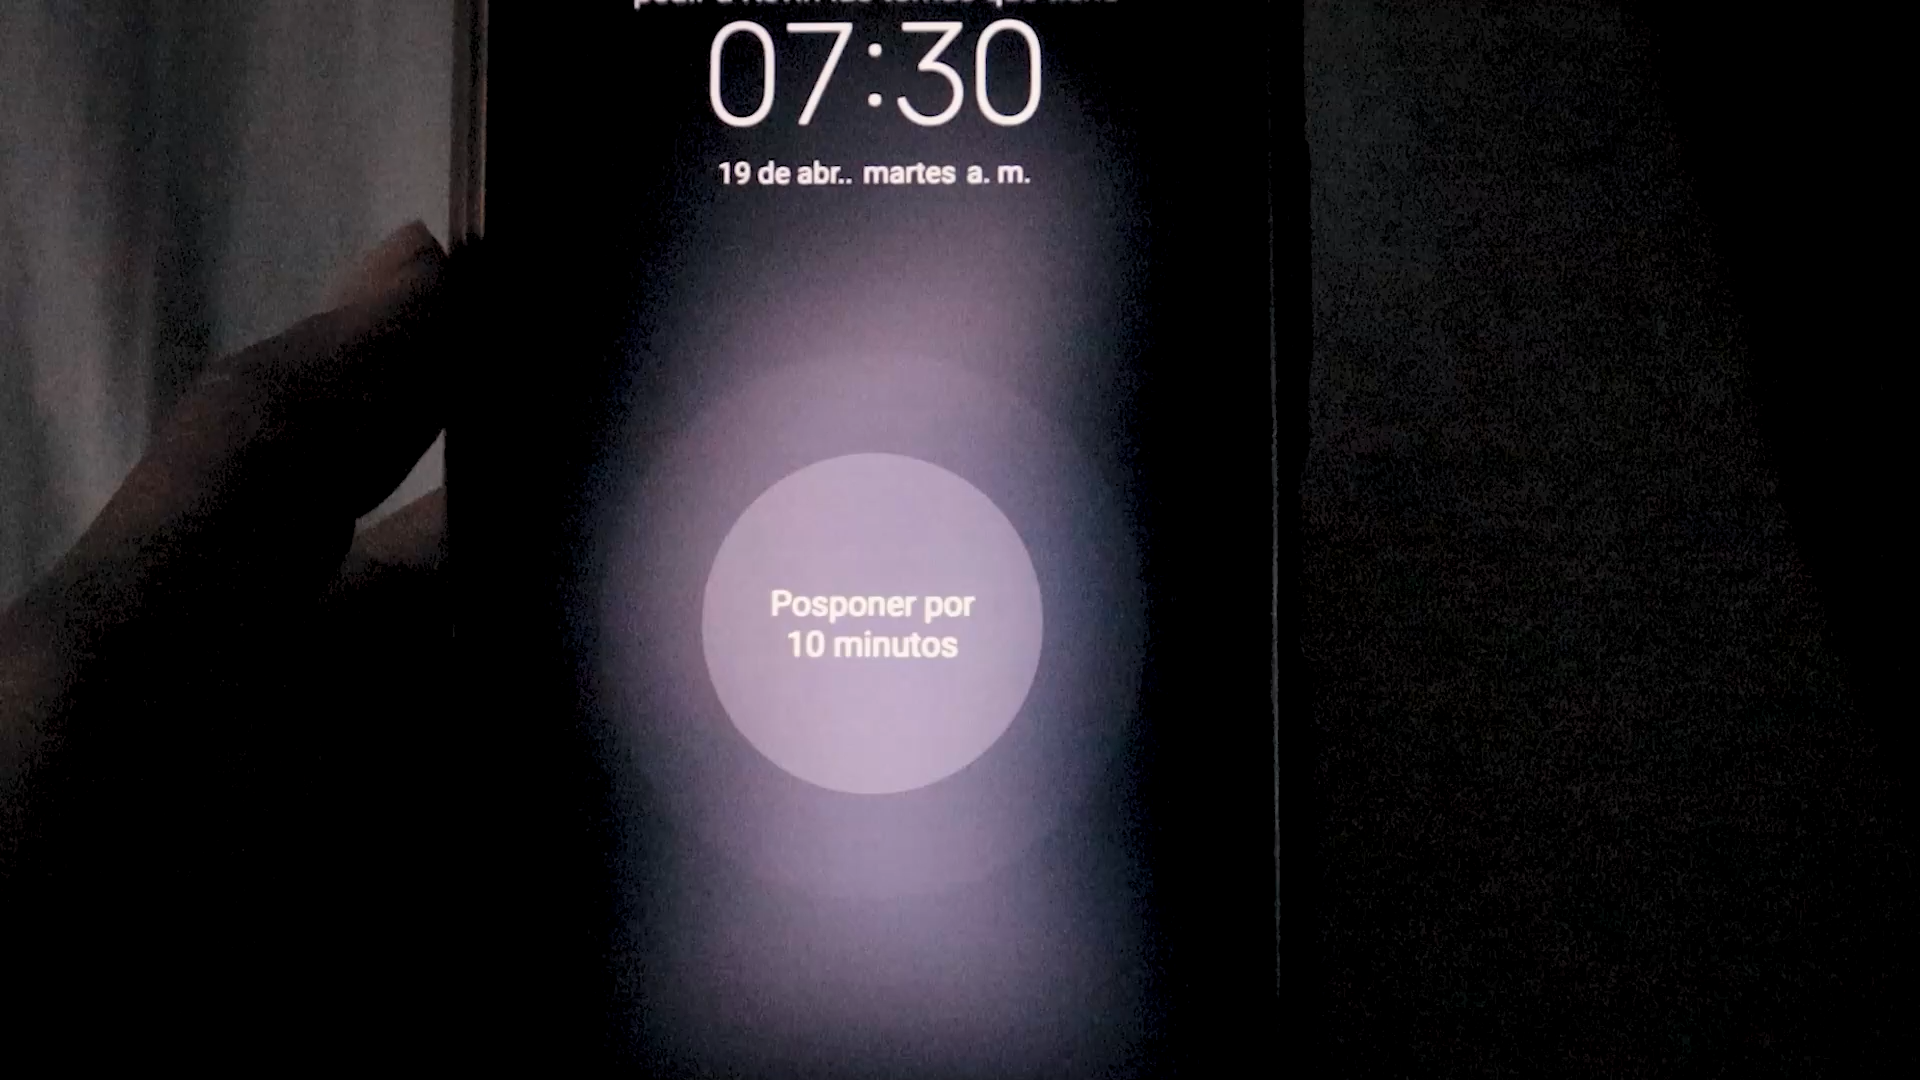 07:30
19 de abr.. martes a. m.
Posponer por
10 minutos